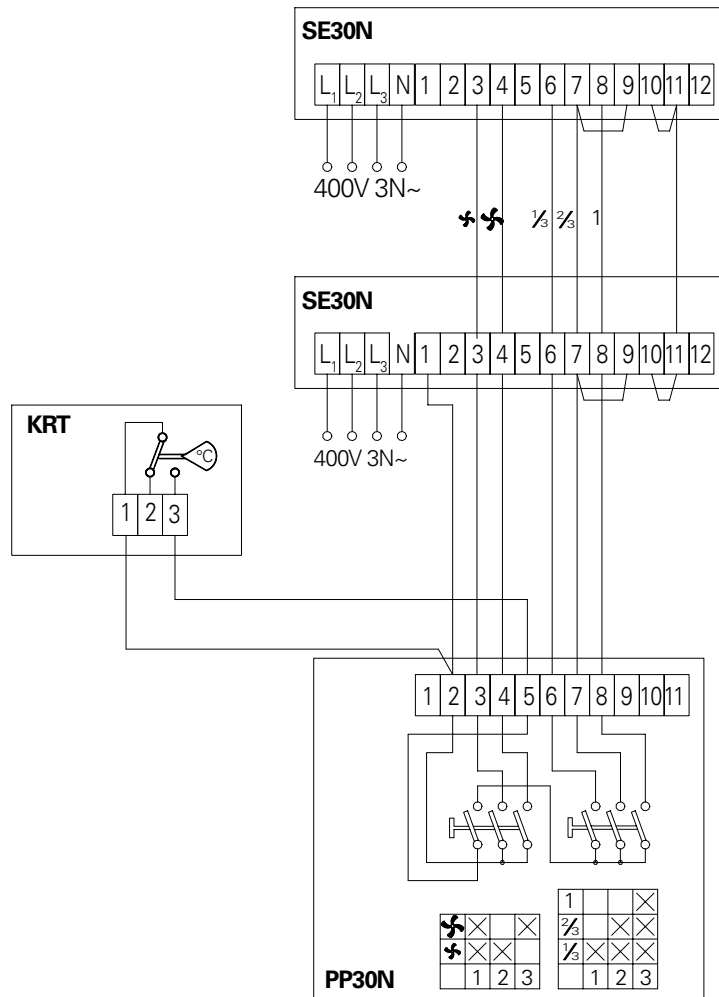 SE30N
L1 L2 L3 N 1 2 3 4 5 6 7 8 9 10 11 12
400V 3N~
1/3 2/3 1
SE30N
L1 L2 L3 N 1 2 3 4 5 6 7 8 9 10 11 12
400V 3N~
KRT
°C
1 2 3
1 2 3 4 5 6 7 8 9 10 11
1
2/3
1/3
1 2 3
1 2 3
PP30N